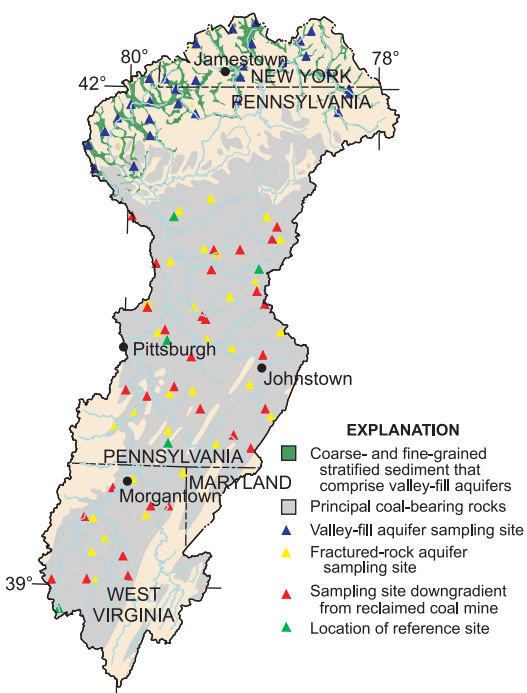 80°
78°
Jamestown
42°
NEW YORK
PENNSYLVANIA
Pittsburgh
Johnstown
PENNSYLVANIA
MARYLAND
Morgantown
39°
WEST
VIRGINIA
EXPLANATION
Coarse- and fine-grained
stratified sediment that
comprise valley-fill aquifers
Principal coal-bearing rocks
Valley-fill aquifer sampling site
Fractured-rock aquifer
sampling site
Sampling site downgradient
from reclaimed coal mine
Location of reference site